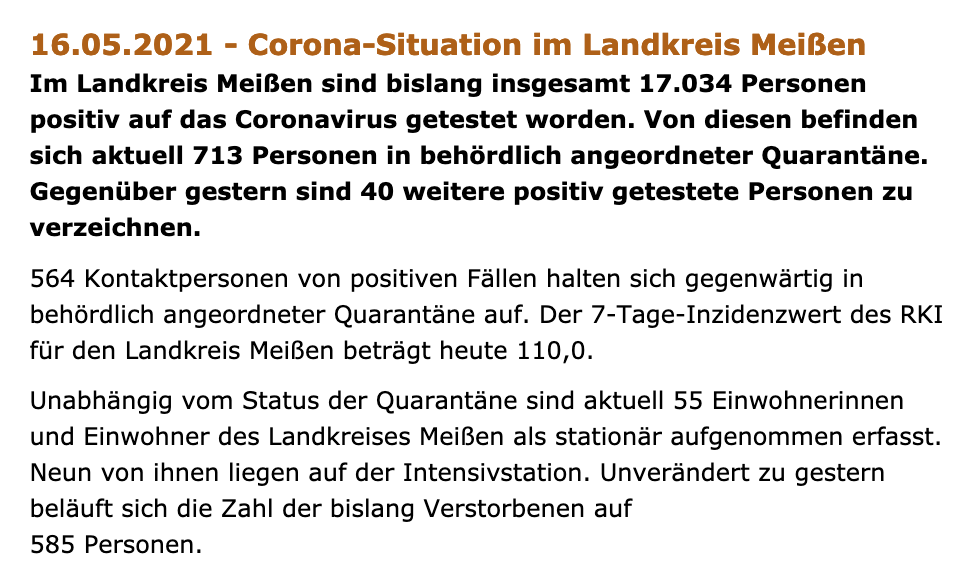 16.05.2021 - Corona-Situation im Landkreis Meißen
Im Landkreis Meißen sind bislang insgesamt 17.034 Personen
positiv auf das Coronavirus getestet worden. Von diesen befinden
sich aktuell 713 Personen in behördlich angeordneter Quarantäne.
Gegenüber gestern sind 40 weitere positiv getestete Personen zu
verzeichnen.
564 Kontaktpersonen von positiven Fällen halten sich gegenwärtig in
behördlich angeordneter Quarantäne auf. Der 7-Tage-Inzidenzwert des RKI
für den Landkreis Meißen beträgt heute 110,0.
Unabhängig vom Status der Quarantäne sind aktuell 55 Einwohnerinnen
und Einwohner des Landkreises Meißen als stationär aufgenommen erfasst.
Neun von ihnen liegen auf der Intensivstation. Unverändert zu gestern
beläuft sich die Zahl der bislang Verstorbenen auf
585 Personen.